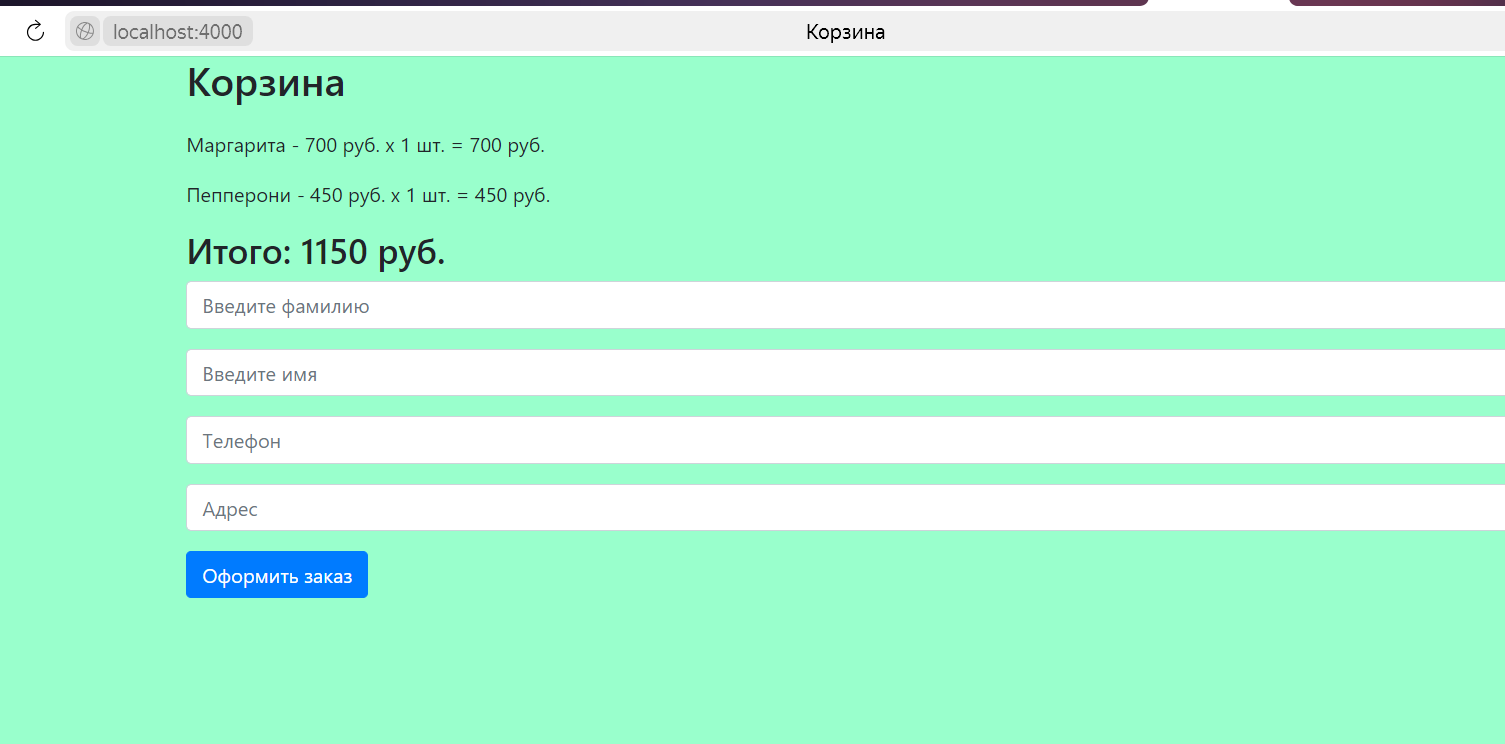 localhost:4000
Корзина
Корзина
Маргарита - 700 руб. x 1 шт. = 700 руб.
Пепперони - 450 руб. x 1 шт. = 450 руб.
Итого: 1150 руб.
Введите фамилию
Введите имя
Телефон
Адрес
Оформить заказ